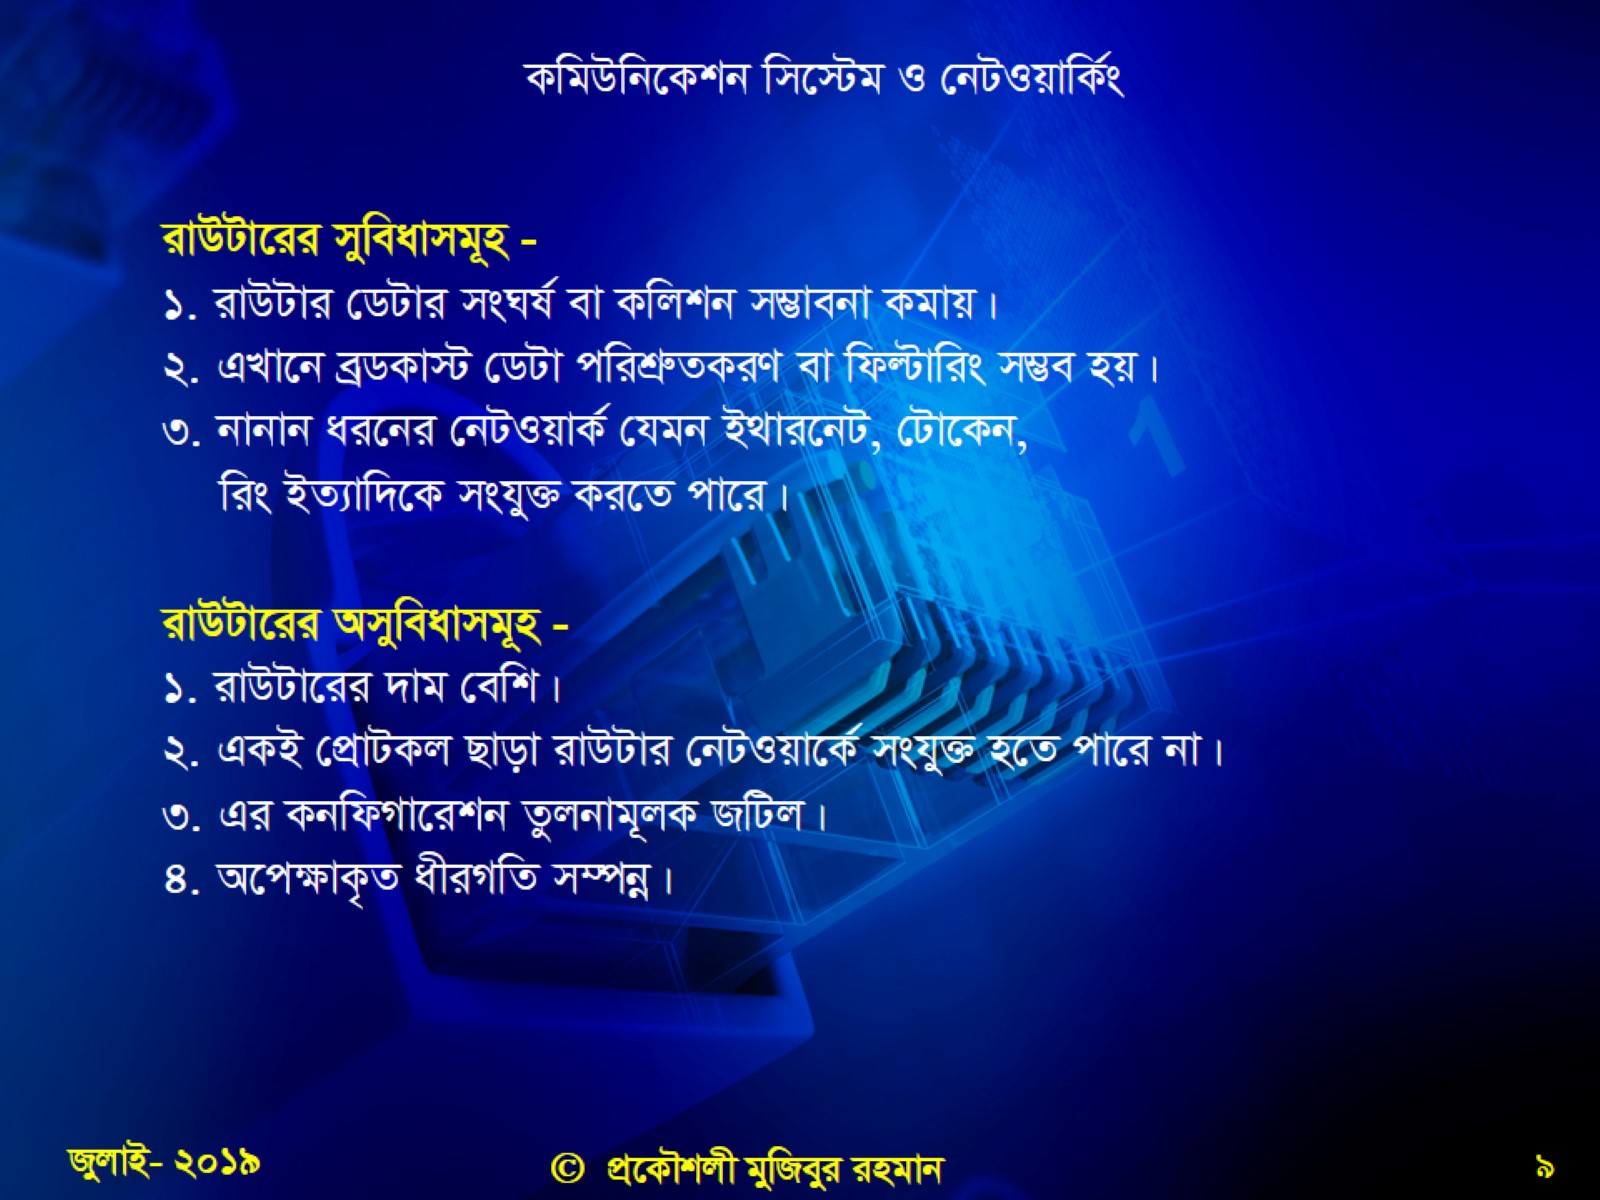 কমিউনিকেশন সিস্টেম ও নেটওয়ার্কিং
রাউটারের সুবিধাসমূহ -
১. রাউটার ডেটার সংঘর্ষ বা কলিশন সম্ভাবনা কমায়।
২. এখানে ব্রডকাস্ট ডেটা পরিশ্রুতকরণ বা ফিল্টারিং সম্ভব হয়।
৩. নানান ধরনের নেটওয়ার্ক যেমন ইথারনেট, টোকেন,
রিং ইত্যাদিকে সংযুক্ত করতে পারে।
রাউটারের অসুবিধাসমূহ -
১. রাউটারের দাম বেশি।
২. একই প্রোটকল ছাড়া রাউটার নেটওয়ার্কে সংযুক্ত হতে পারে না।
৩. এর কনফিগারেশন তুলনামূলক জটিল।
৪. অপেক্ষাকৃত ধীরগতি সম্পন্ন।
জুলাই- ২০১৯
© প্রকৌশলী মুজিবুর রহমান
৯
1